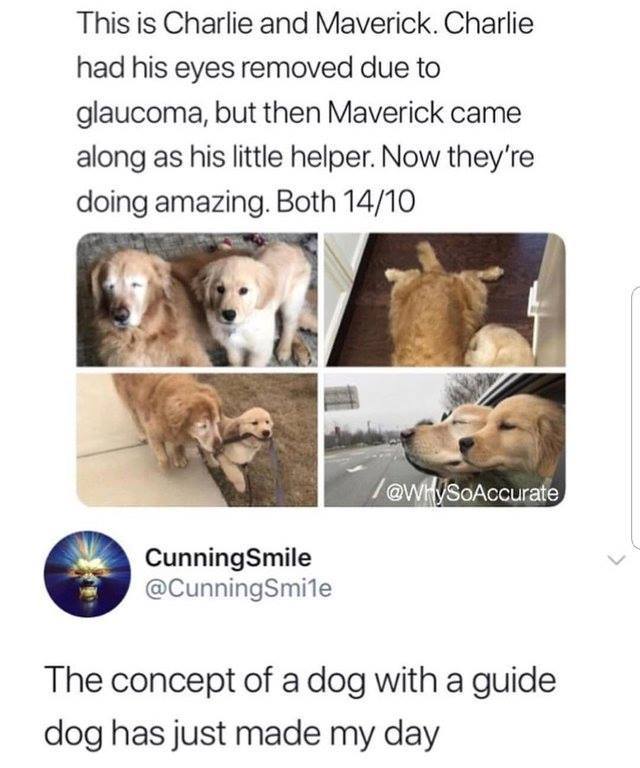 This is Charlie and Maverick. Charlie
had his eyes removed due to
glaucoma, but then Maverick came
along as his little helper. Now they're
doing amazing. Both 14/10
/@WhySoAccurate
CunningSmile
@CunningSmi1e
The concept of a dog with a guide
dog has just made my day